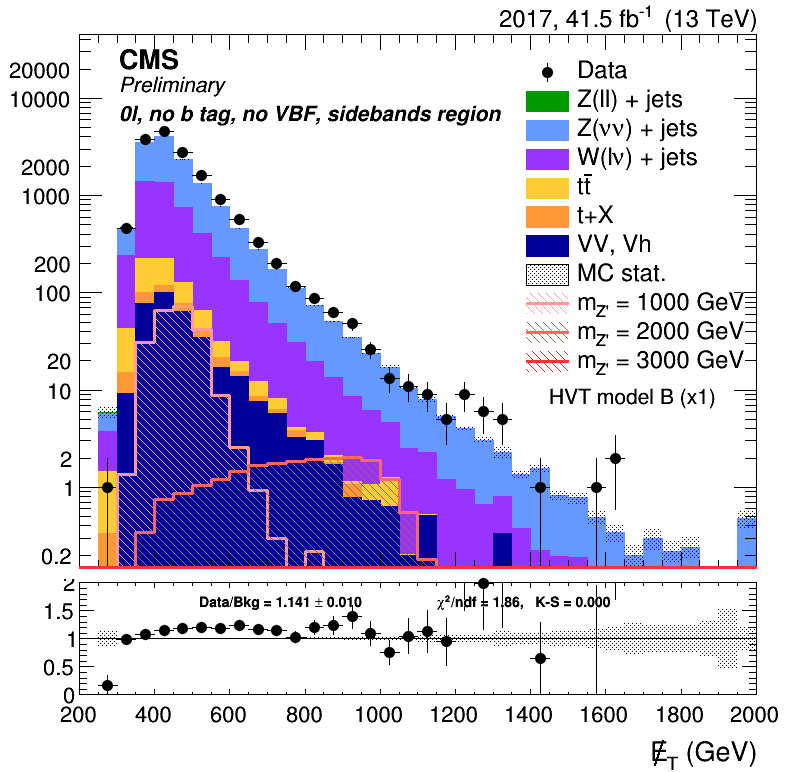 2017, 41.5 fb⁻¹ (13 TeV)
CMS
Preliminary
0l, no b tag, no VBF, sidebands region
Data
Z(ll) + jets
Z(νν) + jets
W(lν) + jets
tt̄
t+X
VV, Vh
MC stat.
m_Z' = 1000 GeV
m_Z' = 2000 GeV
m_Z' = 3000 GeV
HVT model B (x1)
20000
10000
2000
1000
200
100
20
10
2
1
0.2
Data/Bkg = 1.141 ± 0.010
χ²/ndf = 1.86, K-S = 0.000
2
1.5
1
0.5
0
200 400 600 800 1000 1200 1400 1600 1800 2000
E̸_T (GeV)